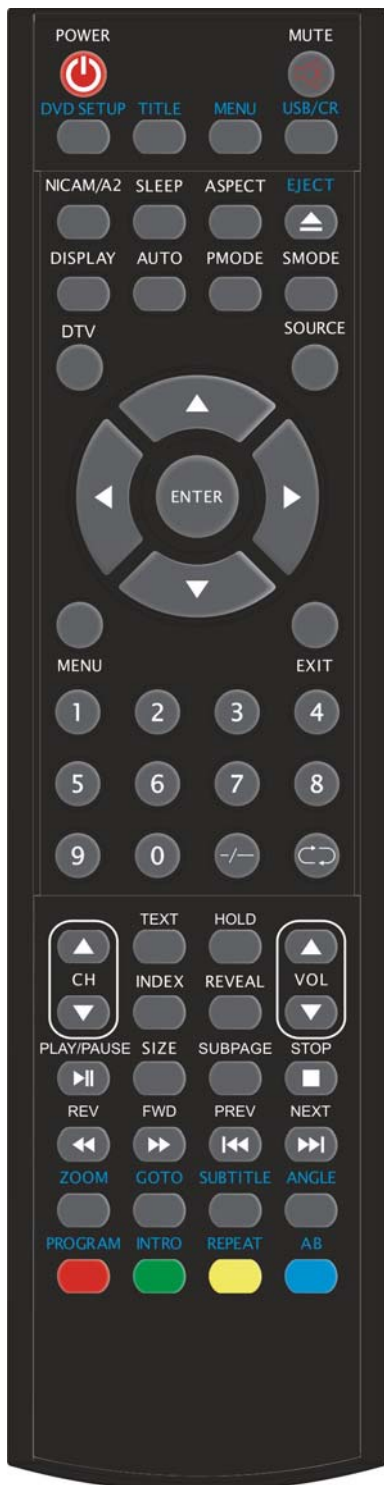 POWER MUTE
DVD SETUP TITLE MENU USB/CR
NICAM/A2 SLEEP ASPECT EJECT
DISPLAY AUTO PMODE SMODE
DTV SOURCE
ENTER
MENU EXIT
1 2 3 4
5 6 7 8
9 0 -/--
TEXT HOLD
CH INDEX REVEAL VOL
PLAY/PAUSE SIZE SUBPAGE STOP
REV FWD PREV NEXT
ZOOM GOTO SUBTITLE ANGLE
PROGRAM INTRO REPEAT AB